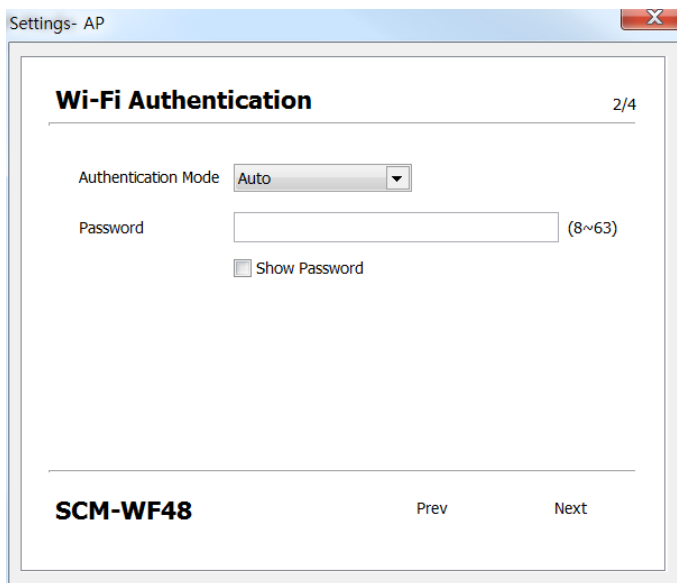 Settings- AP
X
Wi-Fi Authentication 2/4
Authentication Mode Auto
Password (8~63)
Show Password
SCM-WF48 Prev Next